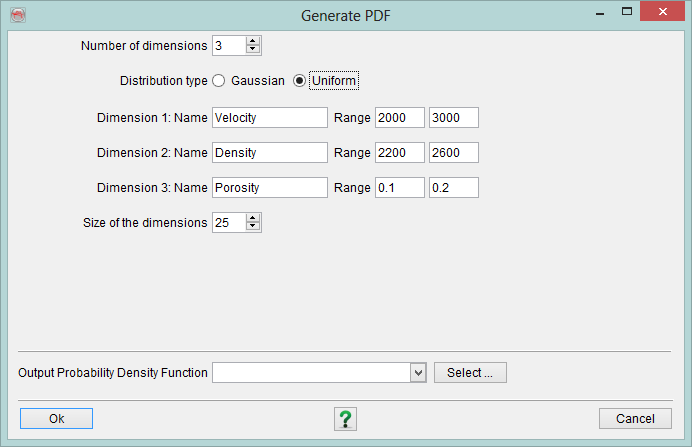 Generate PDF
Number of dimensions 3
Distribution type Gaussian Uniform
Dimension 1: Name Velocity Range 2000 3000
Dimension 2: Name Density Range 2200 2600
Dimension 3: Name Porosity Range 0.1 0.2
Size of the dimensions 25
Output Probability Density Function Select ...
Ok ? Cancel